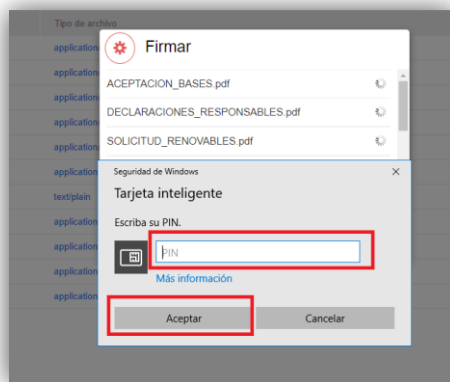 Tipo de archivo
Firmar
application
ACEPTACION_BASES.pdf
application
application
DECLARACIONES_RESPONSABLES.pdf
application
SOLICITUD_RENOVABLES.pdf
application
application
Seguridad de Windows
Tarjeta inteligente
text/plain
Escriba su PIN.
application
application
PIN
application
Más información
application
Aceptar
Cancelar